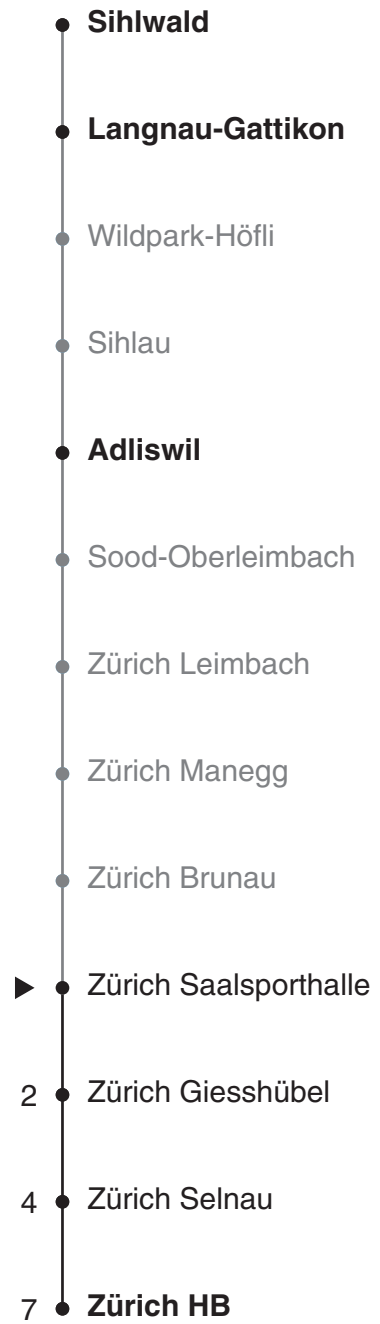 Sihlwald
Langnau-Gattikon
Wildpark-Höfli
Sihlau
Adliswil
Sood-Oberleimbach
Zürich Leimbach
Zürich Manegg
Zürich Brunau
Zürich Saalsporthalle
2 Zürich Giesshübel
4 Zürich Selnau
7 Zürich HB